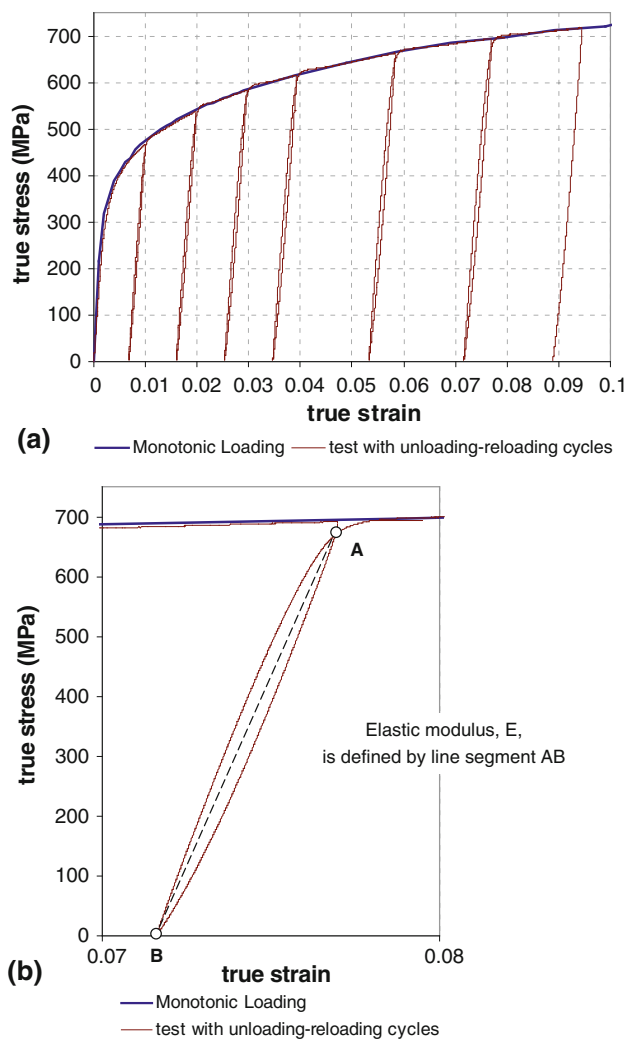 700
600
500
400
300
200
100
0
true stress (MPa)
0 0.01 0.02 0.03 0.04 0.05 0.06 0.07 0.08 0.09 0.1
true strain
(a)
Monotonic Loading test with unloading-reloading cycles
700
600
500
400
300
200
100
0
true stress (MPa)
A
Elastic modulus, E,
is defined by line segment AB
B
0.07 0.08
true strain
(b)
Monotonic Loading
test with unloading-reloading cycles